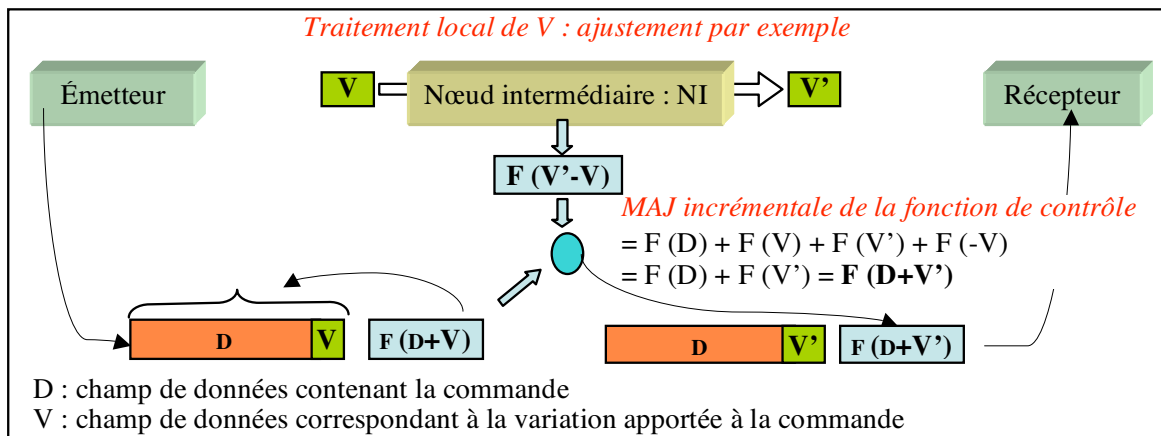 Traitement local de V : ajustement par exemple
Émetteur
V
Nœud intermédiaire : NI
V’
Récepteur
F (V’-V)
MAJ incrémentale de la fonction de contrôle
= F (D) + F (V) + F (V’) + F (-V)
= F (D) + F (V’) = F (D+V’)
D
V
F (D+V)
D
V’
F (D+V’)
D : champ de données contenant la commande
V : champ de données correspondant à la variation apportée à la commande